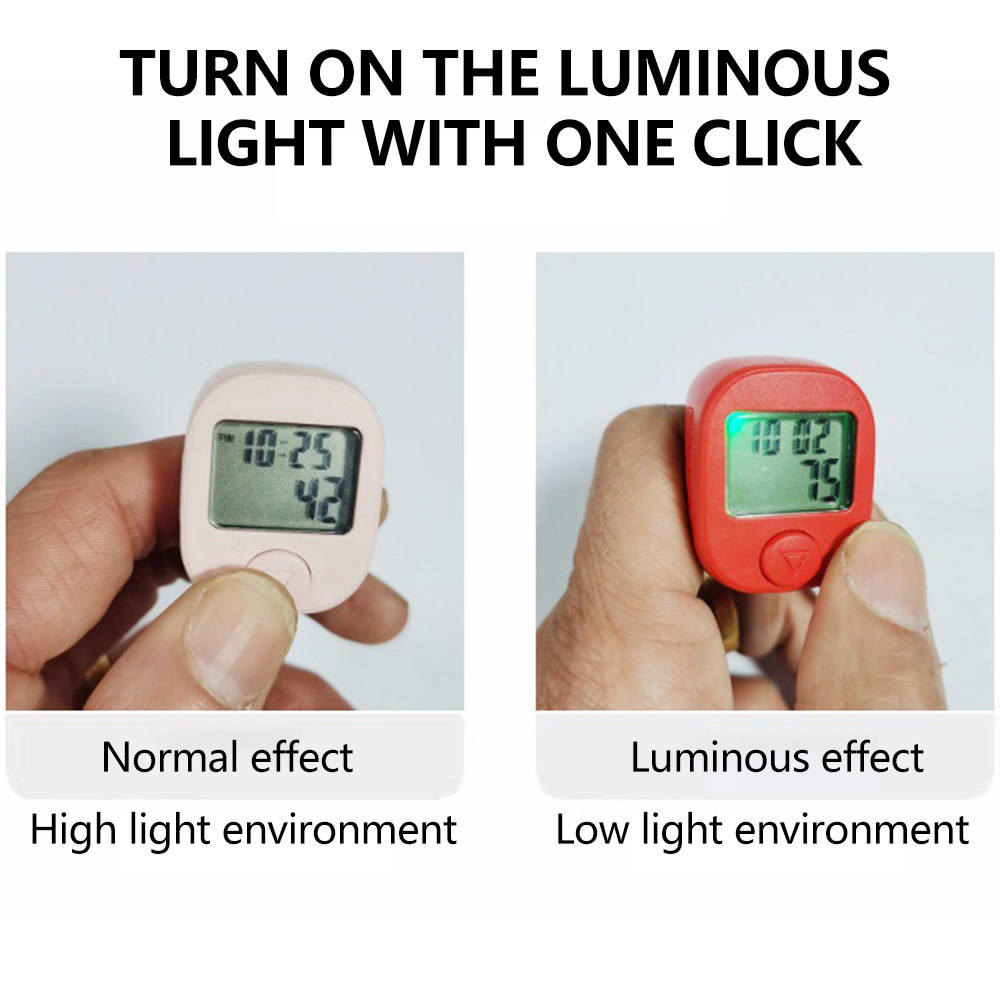 TURN ON THE LUMINOUS
LIGHT WITH ONE CLICK
10-25
42
10 02
75
Normal effect
Luminous effect
High light environment
Low light environment